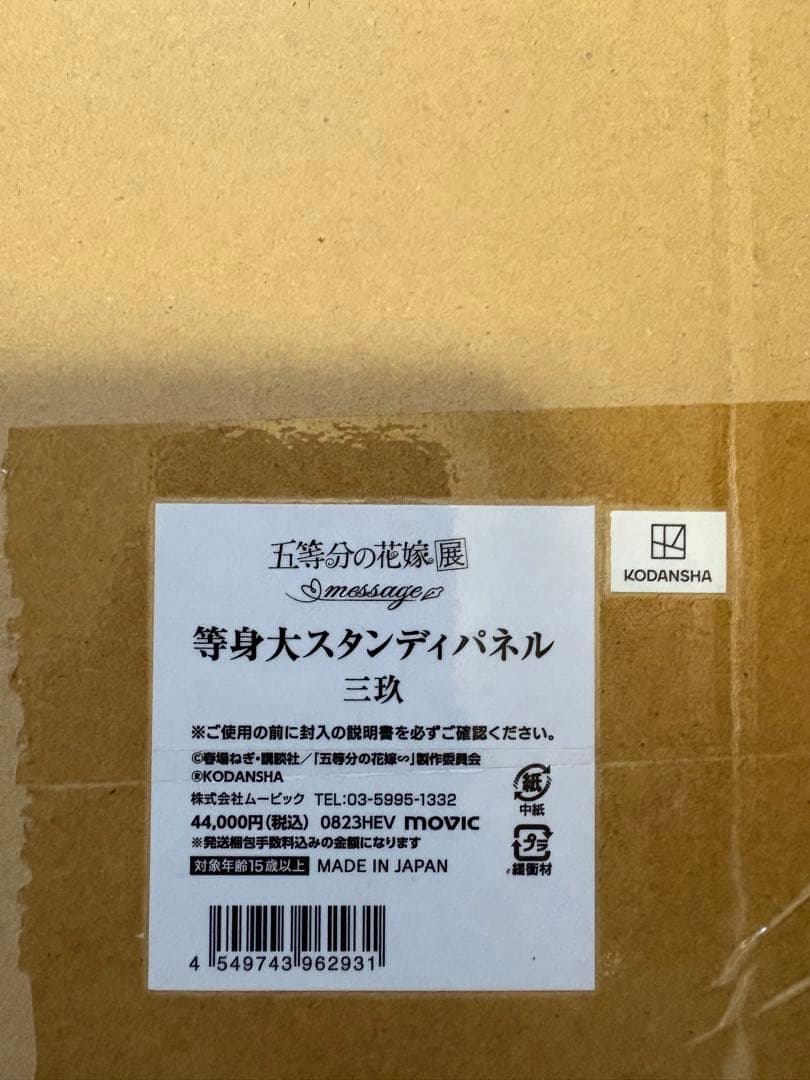 五等分の花嫁展
message
KODANSHA
等身大スタンディパネル
三玖
※ご使用の前に封入の説明書を必ずご確認ください。
©春場ねぎ・講談社/「五等分の花嫁∽」製作委員会
®KODANSHA
株式会社ムービック TEL:03-5995-1332
44,000円(税込) 0823HEV movic
※発送梱包手数料込みの金額になります
対象年齢15歳以上 MADE IN JAPAN
紙
中紙
プラ
緩衝材
4 549743 962931